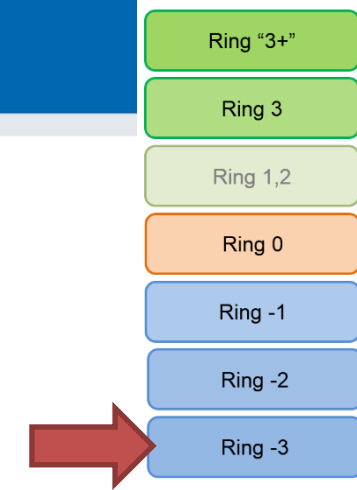 Ring “3+”
Ring 3
Ring 1,2
Ring 0
Ring -1
Ring -2
Ring -3